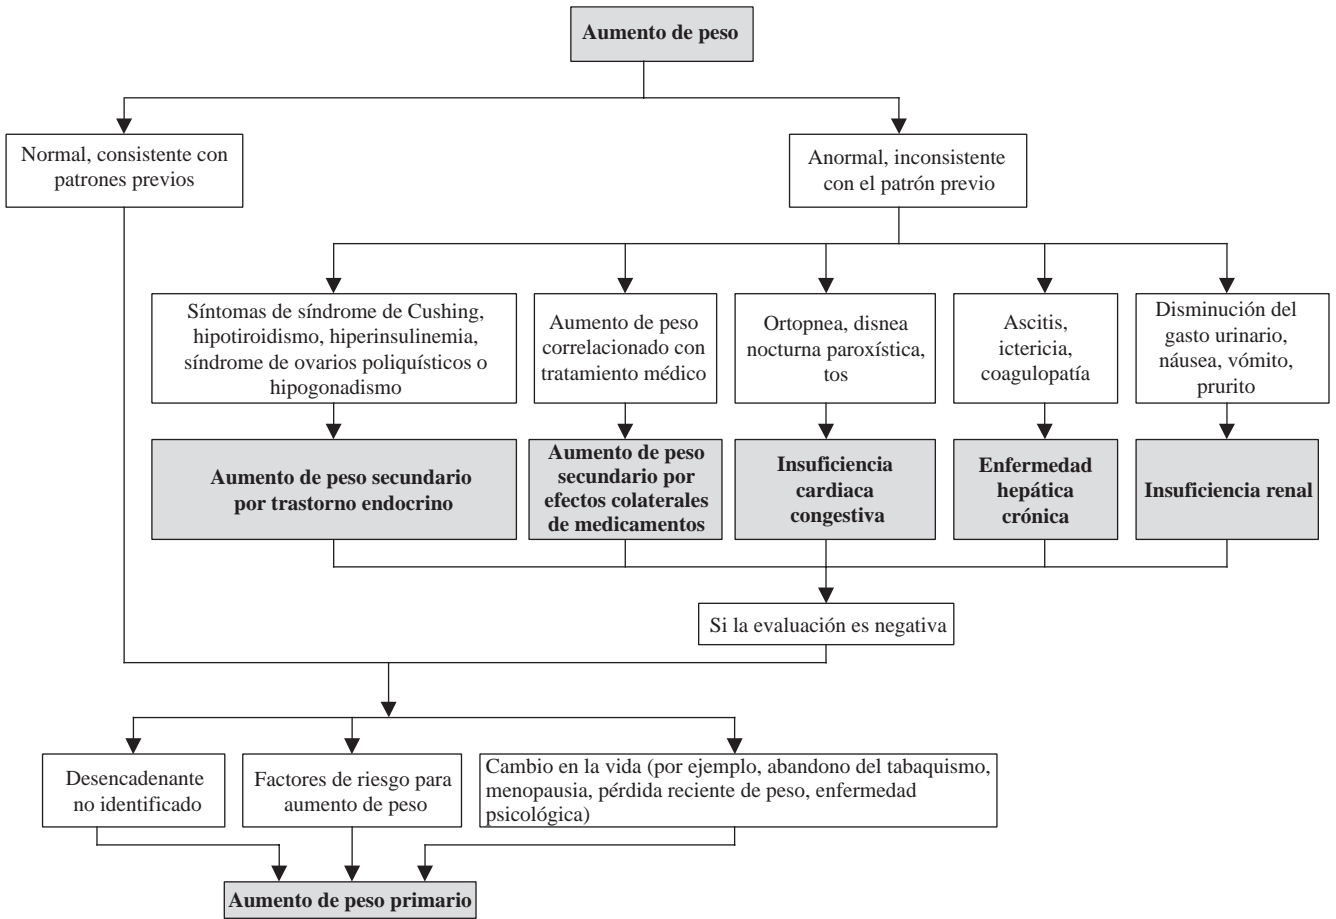 Aumento de peso
Normal, consistente con
patrones previos
Anormal, inconsistente
con el patrón previo
Síntomas de síndrome de Cushing,
hipotiroidismo, hiperinsulinemia,
síndrome de ovarios poliquísticos o
hipogonadismo
Aumento de peso
correlacionado con
tratamiento médico
Ortopnea, disnea
nocturna paroxística,
tos
Ascitis,
ictericia,
coagulopatía
Disminución del
gasto urinario,
náusea, vómito,
prurito
Aumento de peso secundario
por trastorno endocrino
Aumento de peso
secundario por
efectos colaterales
de medicamentos
Insuficiencia
cardiaca
congestiva
Enfermedad
hepática
crónica
Insuficiencia renal
Si la evaluación es negativa
Desencadenante
no identificado
Factores de riesgo para
aumento de peso
Cambio en la vida (por ejemplo, abandono del tabaquismo,
menopausia, pérdida reciente de peso, enfermedad
psicológica)
Aumento de peso primario